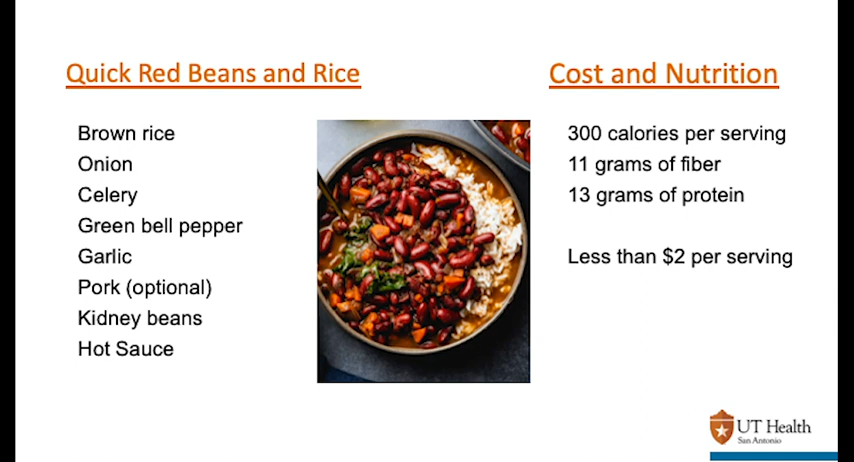 Quick Red Beans and Rice
Brown rice
Onion
Celery
Green bell pepper
Garlic
Pork (optional)
Kidney beans
Hot Sauce
Cost and Nutrition
300 calories per serving
11 grams of fiber
13 grams of protein
Less than $2 per serving
UT Health
San Antonio